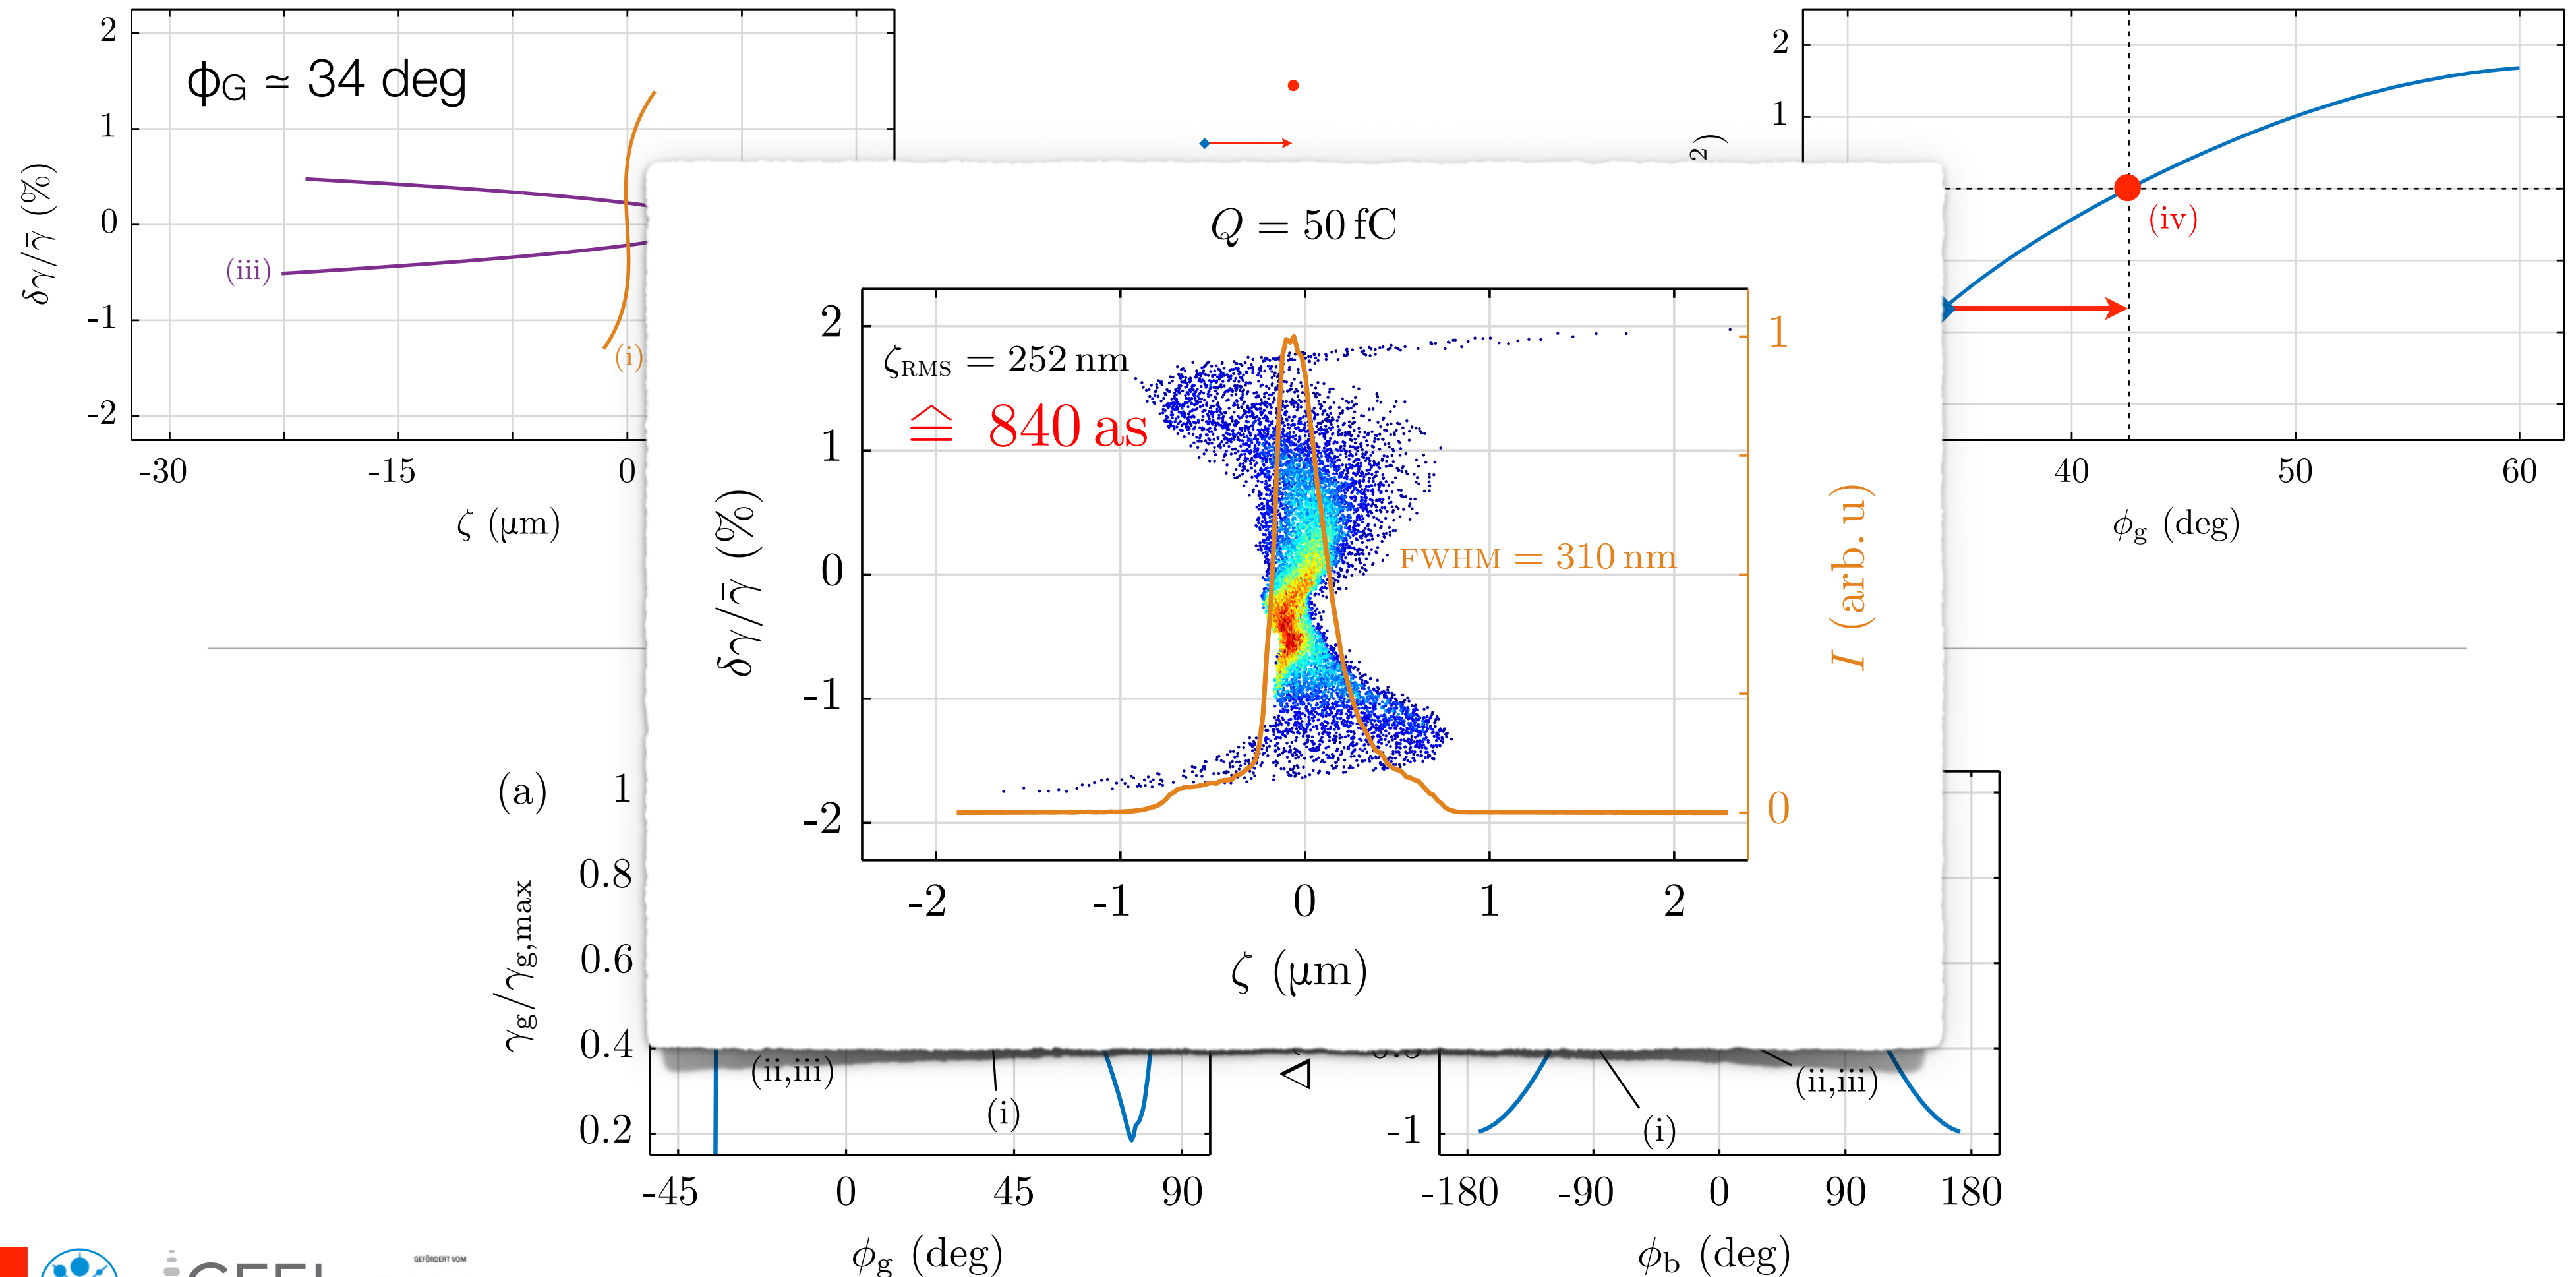 2
1
0
-1
-2
ϕG ≃ 34 deg
δγ/γ̄ (%)
(iii)
(i)
-30 -15 0
ζ (µm)
2)
2
1
(iv)
40 50 60
ϕg (deg)
Q = 50 fC
2
1
0
-1
-2
ζRMS = 252 nm
≙ 840 as
FWHM = 310 nm
δγ/γ̄ (%)
1
0
I (arb. u)
-2 -1 0 1 2
ζ (µm)
(a)
1
0.8
0.6
0.4
0.2
γg/γg,max
(ii,iii)
(i)
-45 0 45 90
ϕg (deg)
Δ
-1
(i)
(ii,iii)
-180 -90 0 90 180
ϕb (deg)
GEFÖRDERT VOM